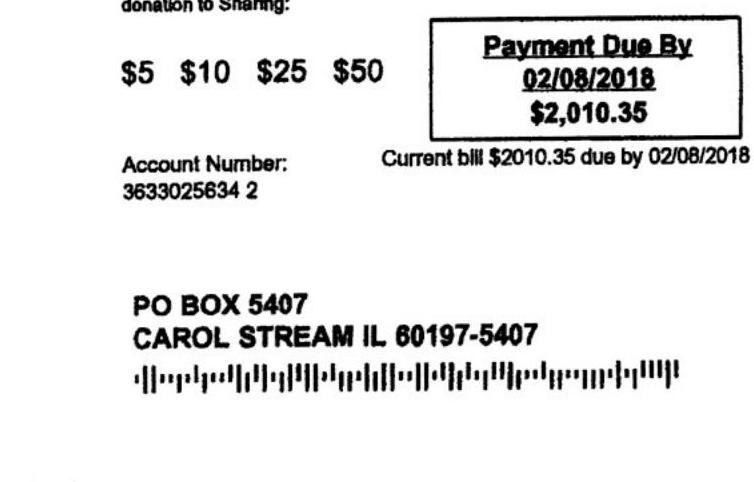 donation to Sharing:
$5 $10 $25 $50
Payment Due By
02/08/2018
$2,010.35
Current bill $2010.35 due by 02/08/2018
Account Number:
3633025634 2
PO BOX 5407
CAROL STREAM IL 60197-5407